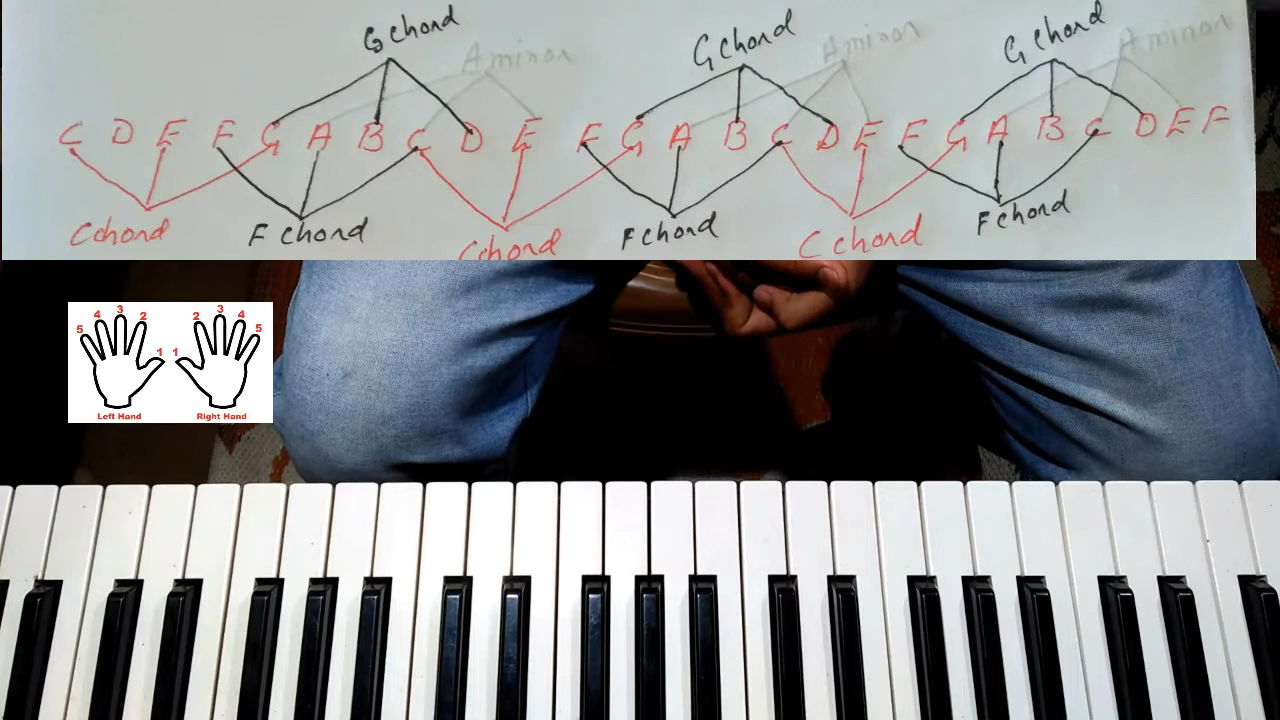 G chord A minor G chord A minor G chord A minor
C D E F G A B C D E F G A B C D E F G A B C D E F
C chord F chord C chord F chord C chord F chord
5 4 3 2 1 1 2 3 4 5
Left Hand Right Hand